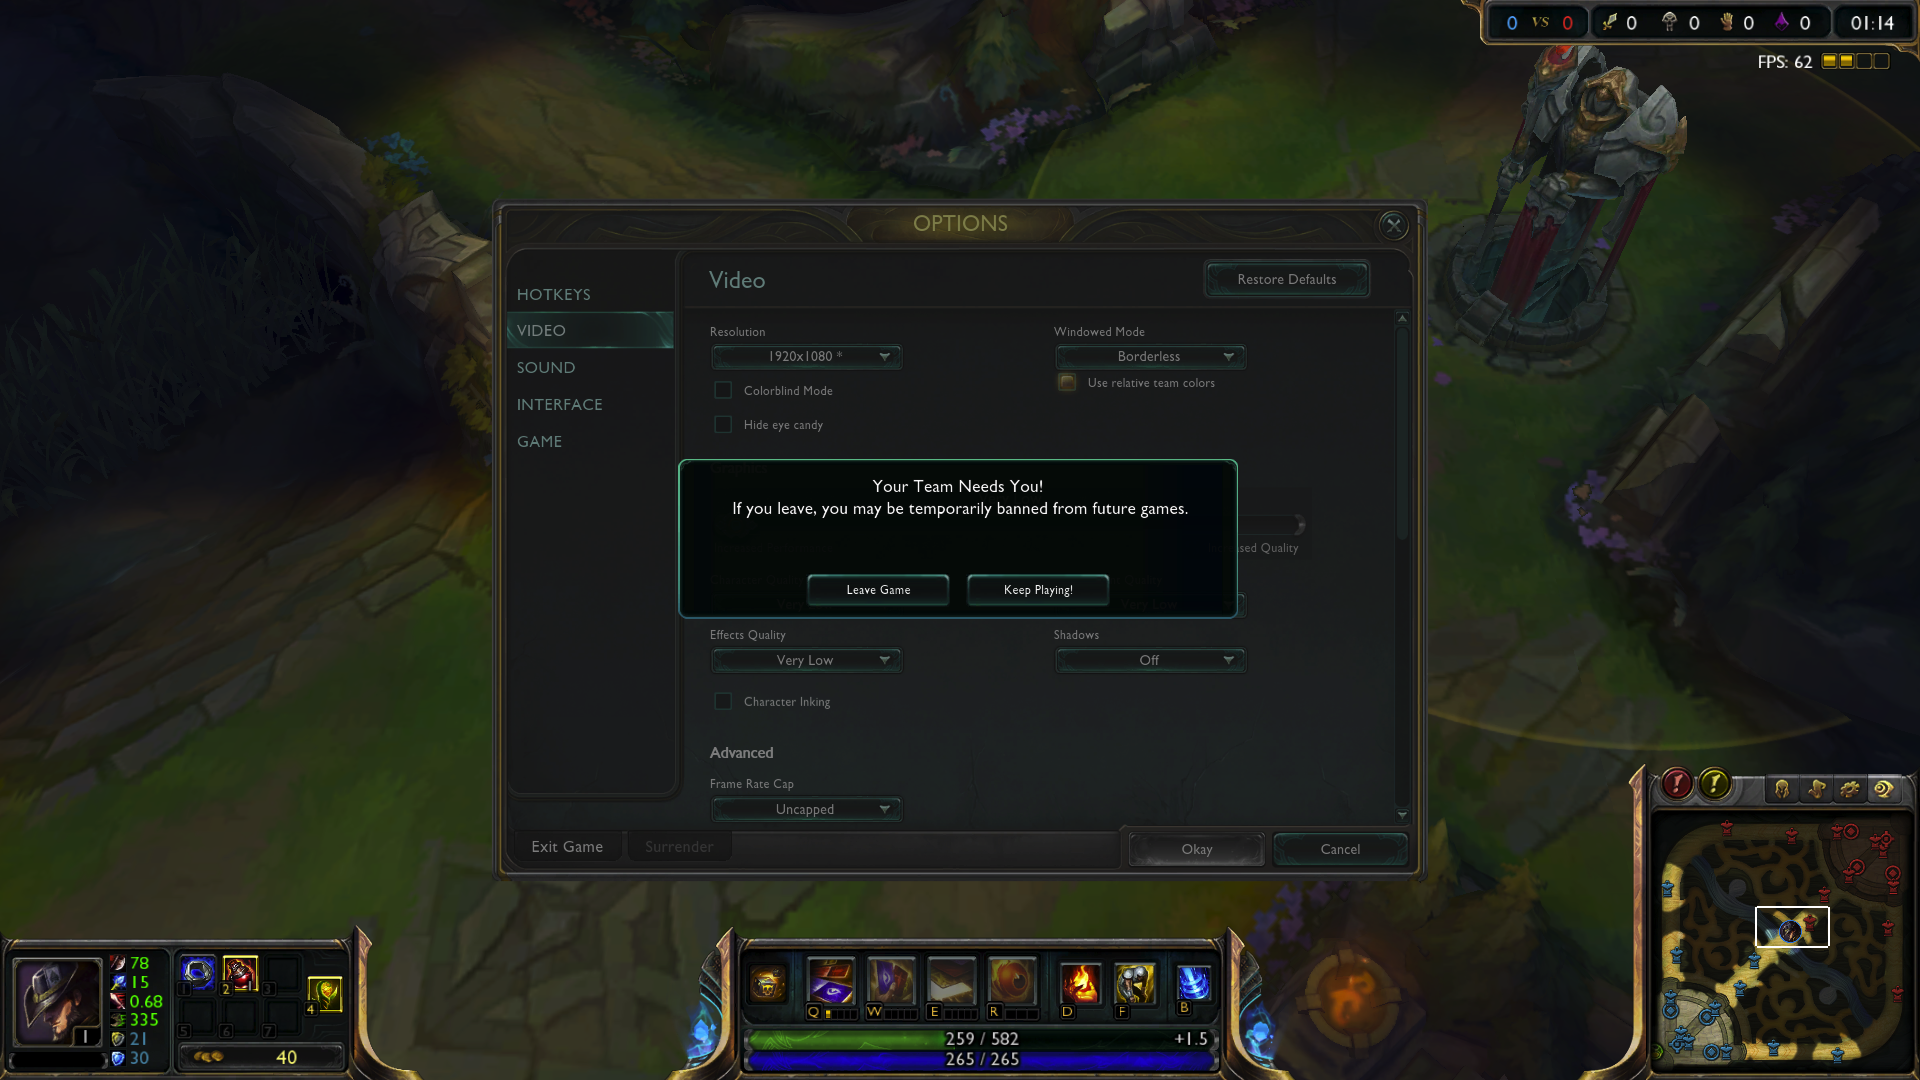 0 VS 0 0 0 0 0 01:14
FPS: 62
OPTIONS
HOTKEYS
VIDEO
SOUND
INTERFACE
GAME
Video
Restore Defaults
Resolution
Windowed Mode
1920x1080 *
Borderless
Colorblind Mode
Use relative team colors
Hide eye candy
Your Team Needs You!
If you leave, you may be temporarily banned from future games.
Quality
Leave Game
Keep Playing!
Effects Quality
Shadows
Very Low
Off
Character Inking
Advanced
Frame Rate Cap
Uncapped
Exit Game
Surrender
Okay
Cancel
78
15
0.68
335
21
30
1
1 2 3
4
5 6 7
40
Q W E R D F B
259 / 582
+1.5
265 / 265